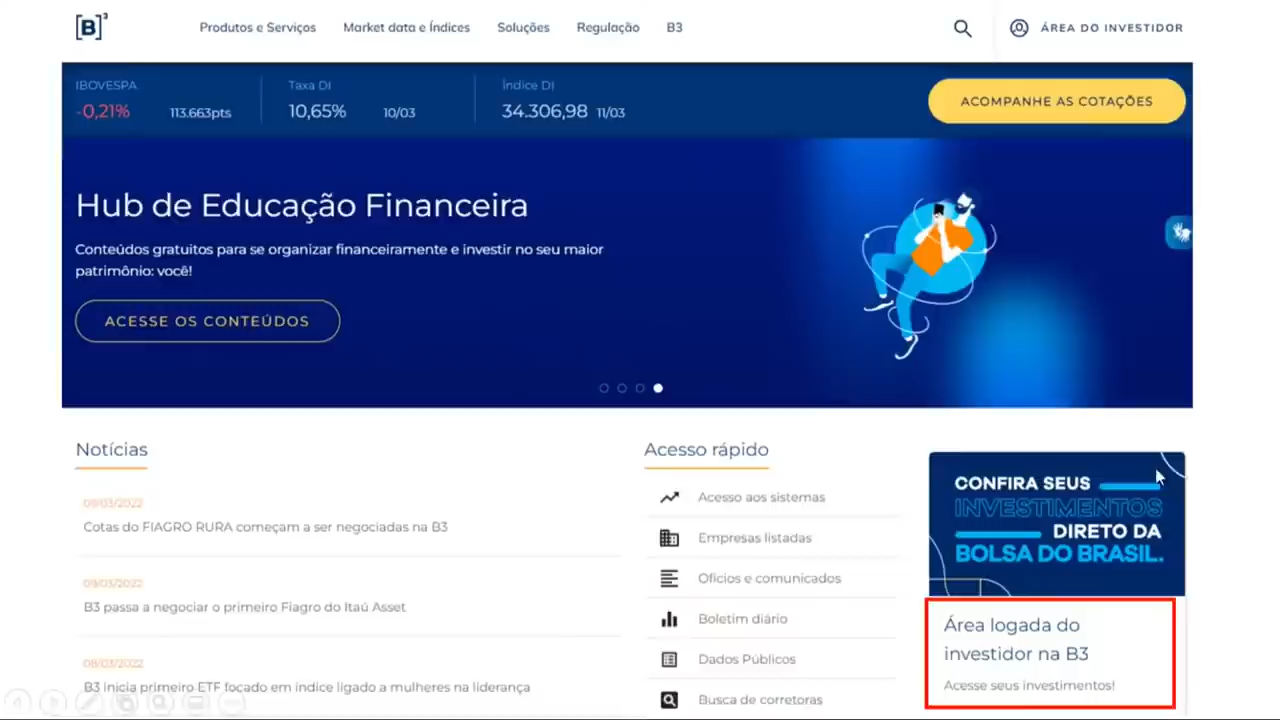 [B]³
Produtos e Serviços
Market data e Índices
Soluções
Regulação
B3
ÁREA DO INVESTIDOR
IBOVESPA
-0,21%
113.663pts
Taxa DI
10,65%
10/03
Índice DI
34.306,98
11/03
ACOMPANHE AS COTAÇÕES
Hub de Educação Financeira
Conteúdos gratuitos para se organizar financeiramente e investir no seu maior
patrimônio: você!
ACESSE OS CONTEÚDOS
Notícias
09/03/2022
Cotas do FIAGRO RURA começam a ser negociadas na B3
09/03/2022
B3 passa a negociar o primeiro Fiagro do Itaú Asset
08/03/2022
B3 inicia primeiro ETF focado em índice ligado a mulheres na liderança
Acesso rápido
Acesso aos sistemas
Empresas listadas
Ofícios e comunicados
Boletim diário
Dados Públicos
Busca de corretoras
CONFIRA SEUS
INVESTIMENTOS
DIRETO DA
BOLSA DO BRASIL.
Área logada do
investidor na B3
Acesse seus investimentos!